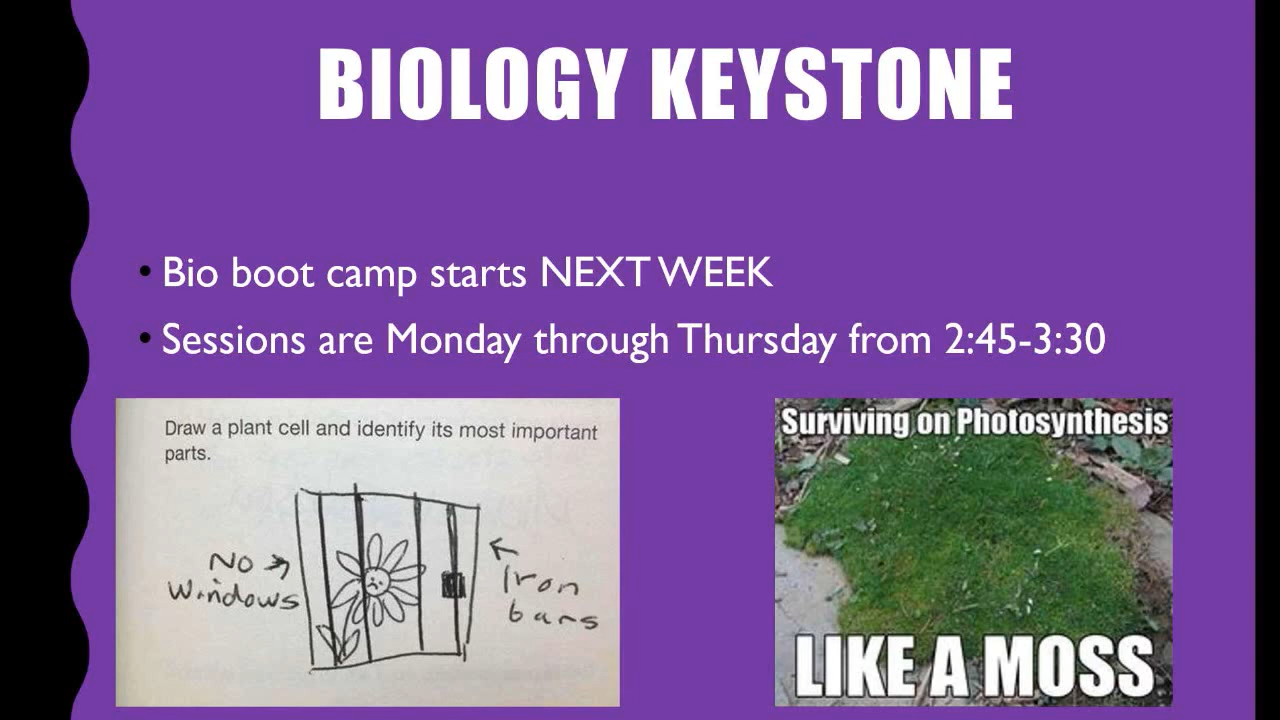 BIOLOGY KEYSTONE
• Bio boot camp starts NEXT WEEK
• Sessions are Monday through Thursday from 2:45-3:30
Draw a plant cell and identify its most important
parts.
No
Windows
Iron
bars
Surviving on Photosynthesis
LIKE A MOSS